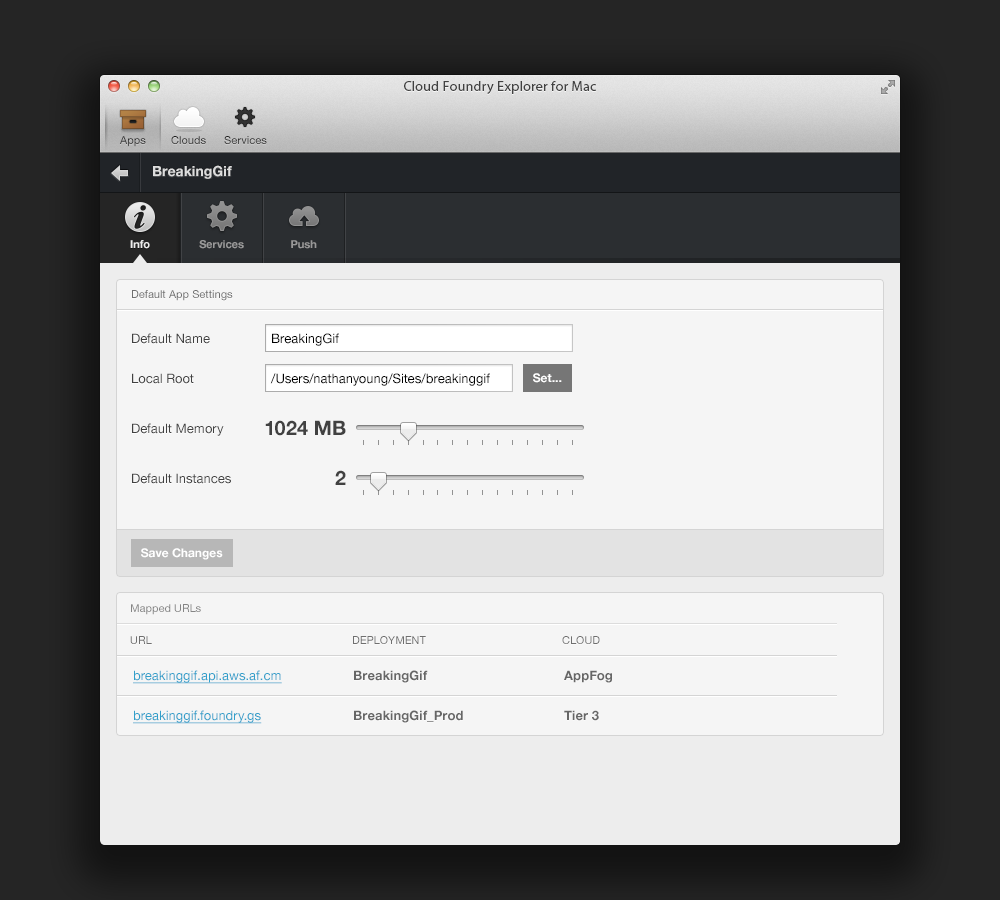 Cloud Foundry Explorer for Mac
Apps Clouds Services
BreakingGif
Info Services Push
Default App Settings
Default Name BreakingGif
Local Root /Users/nathanyoung/Sites/breakinggif Set...
Default Memory 1024 MB
Default Instances 2
Save Changes
Mapped URLs
URL DEPLOYMENT CLOUD
breakinggif.api.aws.af.cm BreakingGif AppFog
breakinggif.foundry.gs BreakingGif_Prod Tier 3